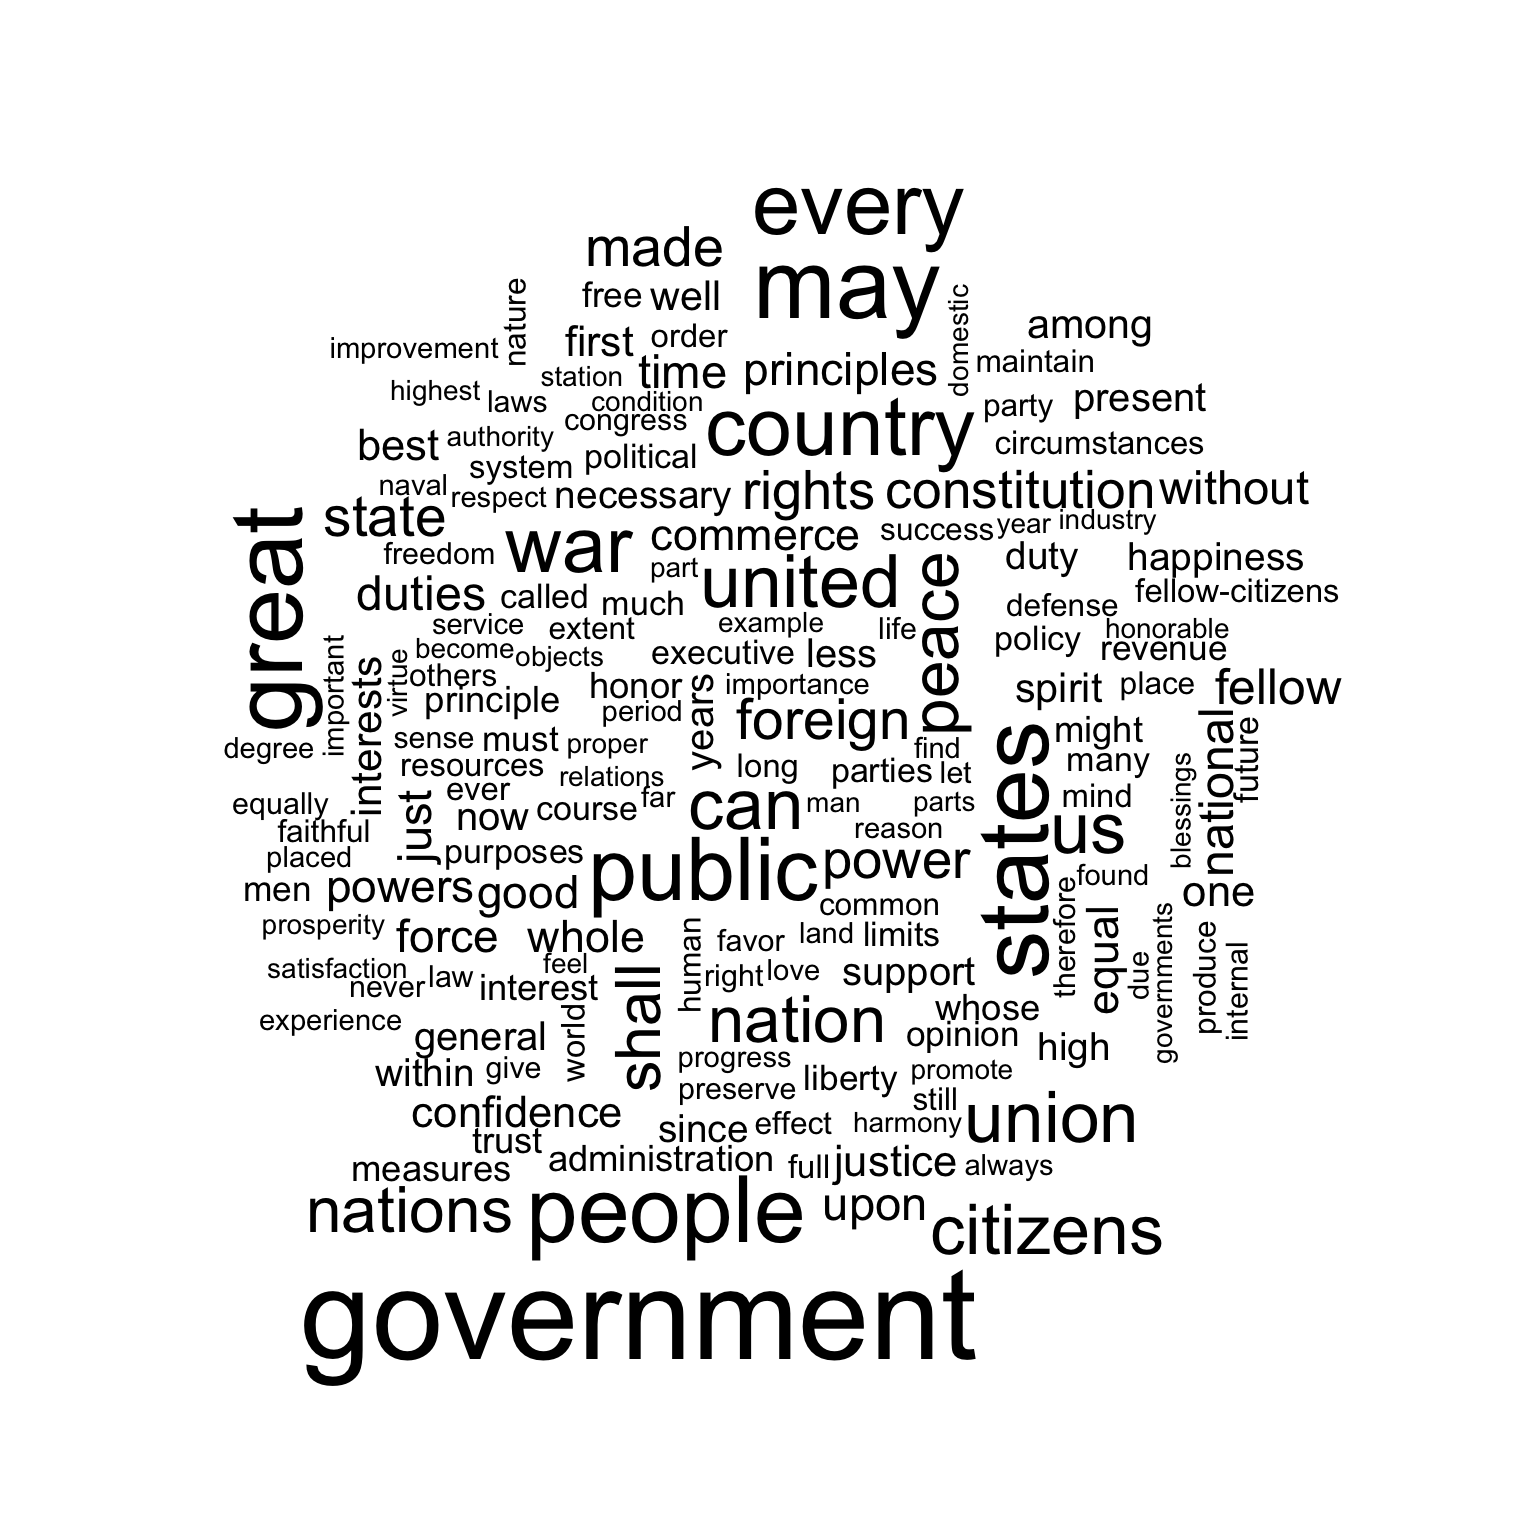 every
made
may
free well
nature
domestic
among
first order
improvement
time principles
maintain
station
highest
laws
condition
party present
congress
country
best authority
circumstances
system political
naval
respect necessary rights constitution without
great
state
war commerce success year industry
freedom
part
united
peace
duty happiness
duties called much
defense fellow-citizens
service extent example life
policy honorable
revenue
important
interests
virtue
become objects
executive less
others
principle honor
years
importance
spirit place fellow
period
foreign
states
might
national
future
degree
sense must proper
find
many
resources
relations
long parties let
blessings
equally
just
ever
now course far
can man parts
mind
us
faithful
reason
placed
purposes
public power
found
men powers good
one
common
therefore
equal
due
governments
produce
internal
prosperity
force whole
human
favor land limits
satisfaction
feel
shall
right love support
never law interest
experience
general
world
nation
whose
opinion high
within give
progress
preserve liberty promote
still
confidence
since effect harmony union
trust
measures administration full justice always
nations people upon citizens
government